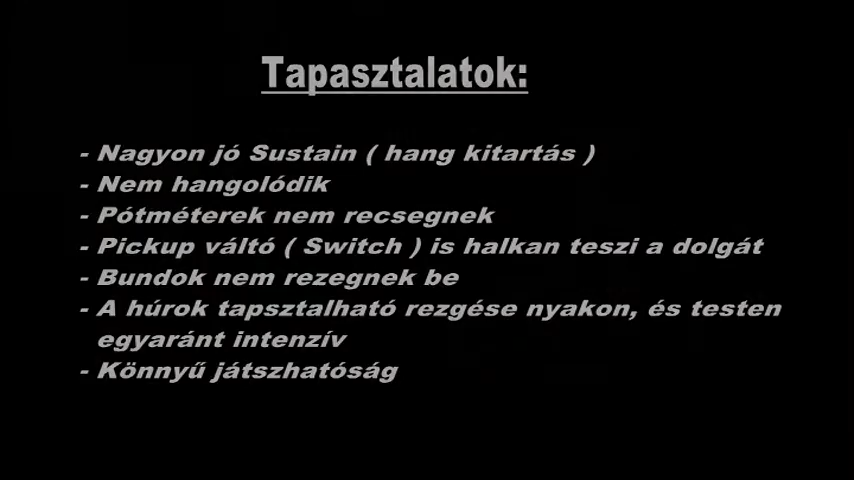 Tapasztalatok:
- Nagyon jó Sustain ( hang kitartás )
- Nem hangolódik
- Pótméterek nem recsegnek
- Pickup váltó ( Switch ) is halkan teszi a dolgát
- Bundok nem rezegnek be
- A húrok tapsztalható rezgése nyakon, és testen
egyaránt intenzív
- Könnyű játszhatóság